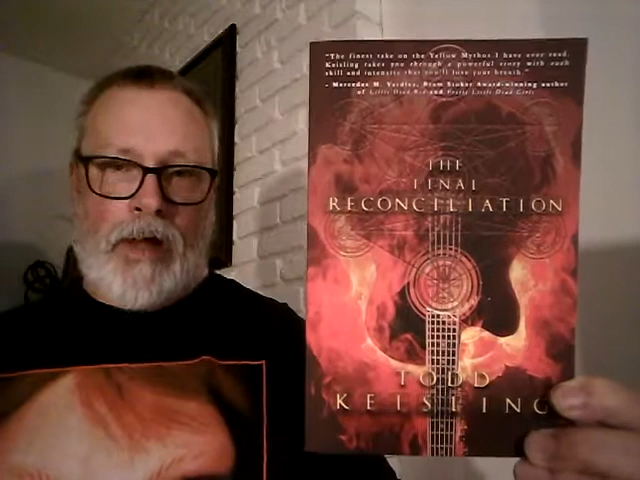 "The finest take on the Yellow Mythos I have ever read.
Keisling takes you through a powerful story with such
skill and intensity that you'll lose your breath."
- Mercedes M. Yardley, Bram Stoker Award-winning author
of Little Dead Red and Pretty Little Dead Girls
THE
FINAL
RECONCILIATION
TODD
KEISLING